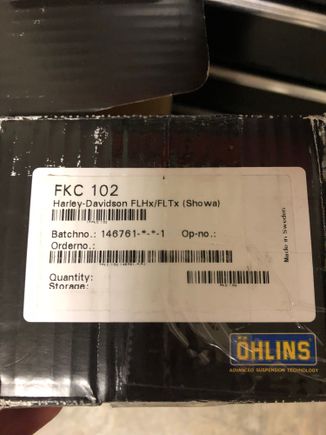 FKC 102
Harley-Davidson FLHx/FLTx (Showa)
Batchno.: 146761-*-*-1 Op-no.:
Orderno.:
Quantity:
Storage:
Made in Sweden
ÖHLINS
ADVANCED SUSPENSION TECHNOLOGY